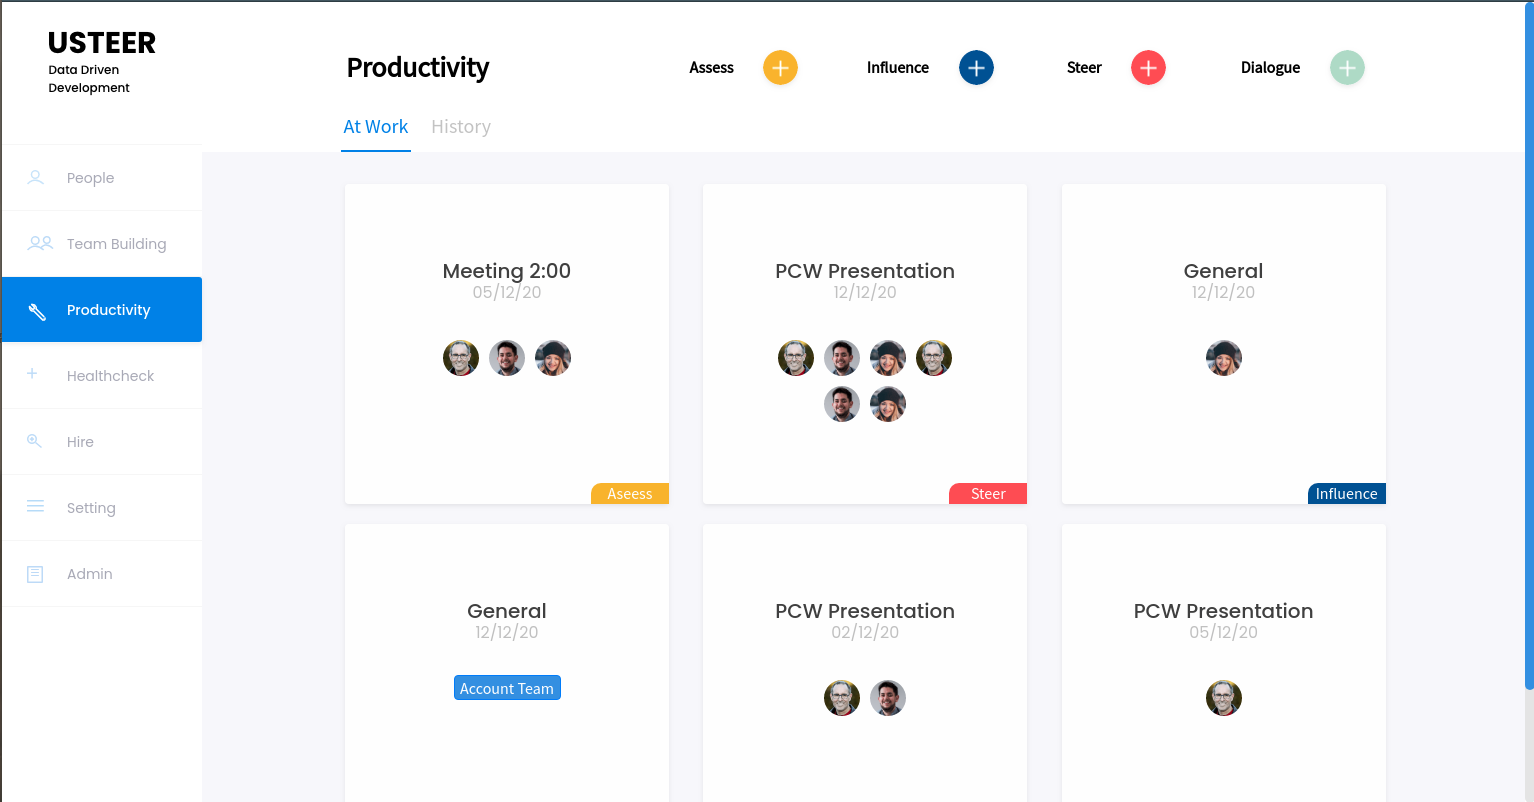 USTEER
Data Driven
Development
Productivity
Assess
Influence
Steer
Dialogue
At Work
History
People
Team Building
Productivity
Healthcheck
Hire
Setting
Admin
Meeting 2:00
05/12/20
Aseess
PCW Presentation
12/12/20
Steer
General
12/12/20
Influence
General
12/12/20
Account Team
PCW Presentation
02/12/20
PCW Presentation
05/12/20